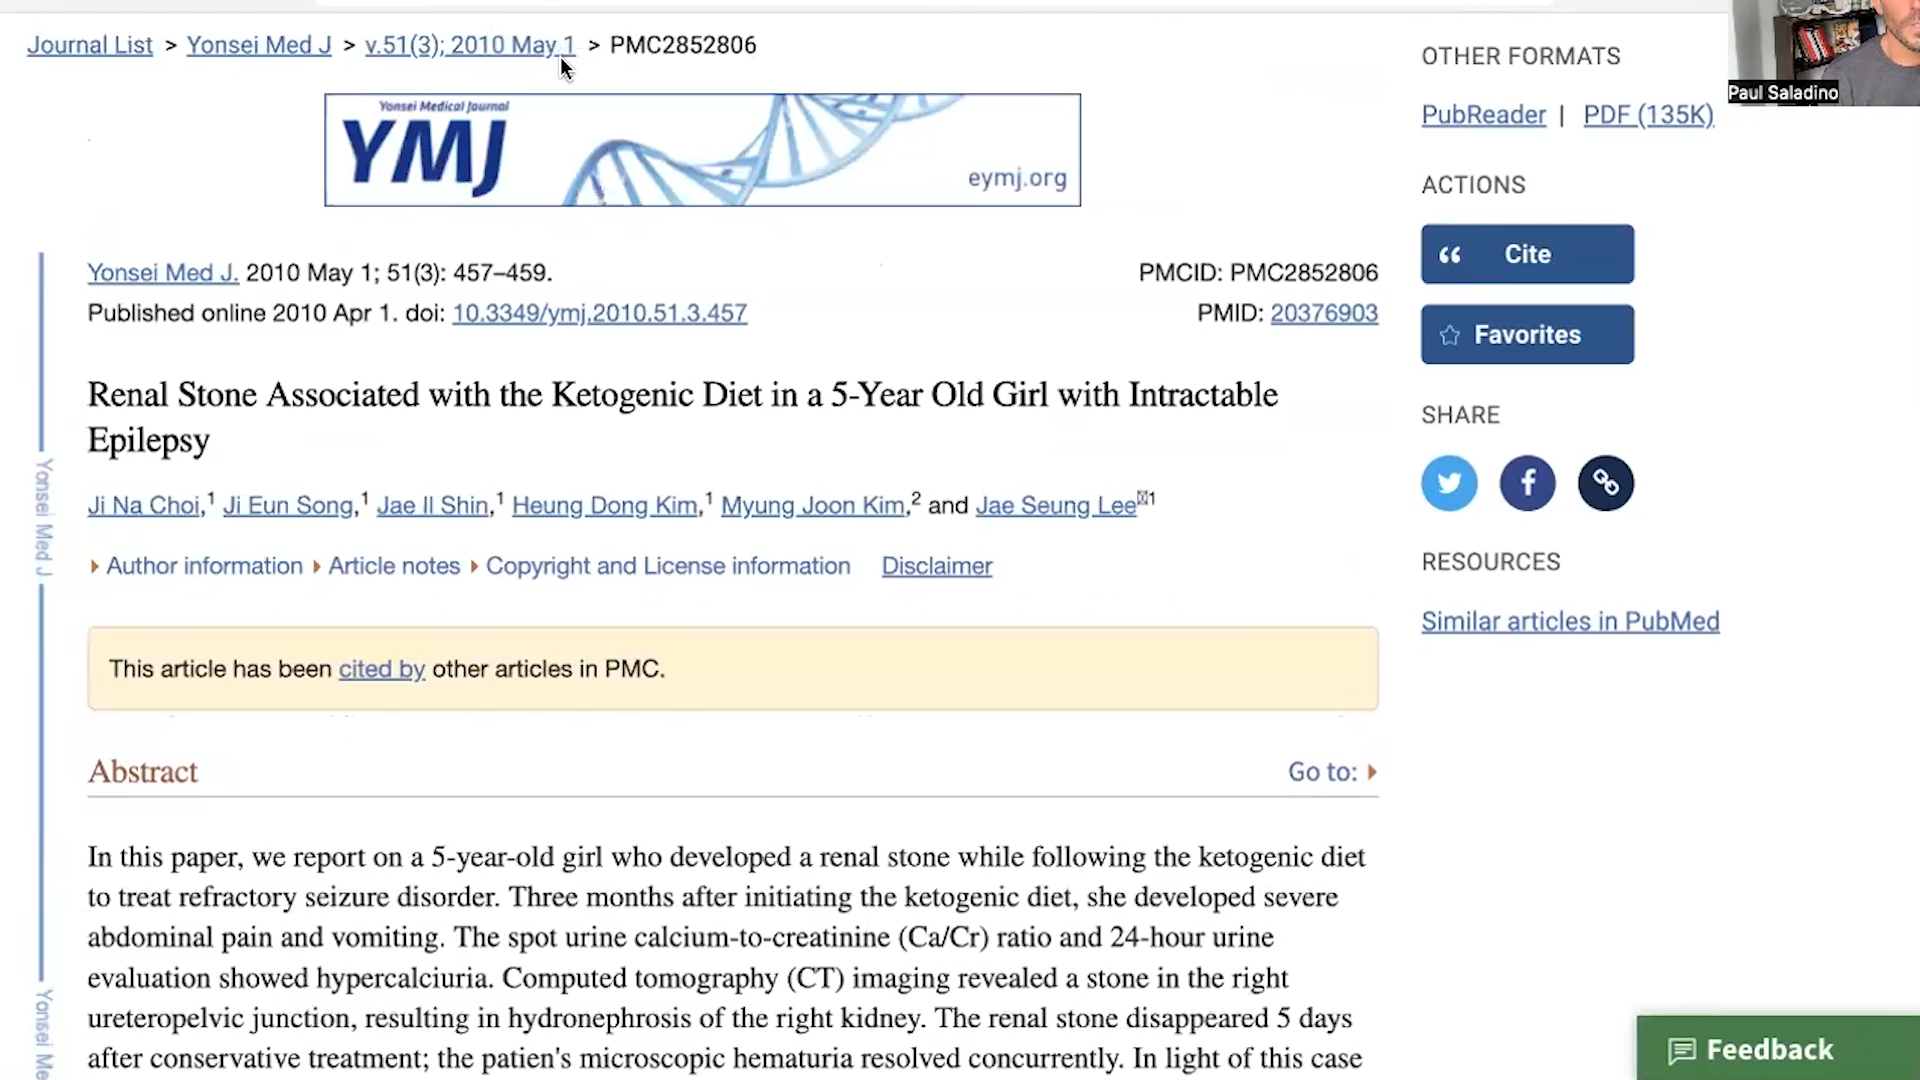 Journal List > Yonsei Med J > v.51(3); 2010 May 1 > PMC2852806
Yonsei Medical Journal
YMJ
eymj.org
Yonsei Med J. 2010 May 1; 51(3): 457–459.
PMCID: PMC2852806
Published online 2010 Apr 1. doi: 10.3349/ymj.2010.51.3.457
PMID: 20376903
Renal Stone Associated with the Ketogenic Diet in a 5-Year Old Girl with Intractable
Epilepsy
Ji Na Choi,1 Ji Eun Song,1 Jae Il Shin,1 Heung Dong Kim,1 Myung Joon Kim,2 and Jae Seung Lee1
Author information Article notes Copyright and License information Disclaimer
This article has been cited by other articles in PMC.
Abstract
Go to:
In this paper, we report on a 5-year-old girl who developed a renal stone while following the ketogenic diet
to treat refractory seizure disorder. Three months after initiating the ketogenic diet, she developed severe
abdominal pain and vomiting. The spot urine calcium-to-creatinine (Ca/Cr) ratio and 24-hour urine
evaluation showed hypercalciuria. Computed tomography (CT) imaging revealed a stone in the right
ureteropelvic junction, resulting in hydronephrosis of the right kidney. The renal stone disappeared 5 days
after conservative treatment; the patien's microscopic hematuria resolved concurrently. In light of this case
Yonsei Med J
Yonsei Me
OTHER FORMATS
PubReader | PDF (135K)
ACTIONS
Cite
Favorites
SHARE
RESOURCES
Similar articles in PubMed
Paul Saladino
Feedback